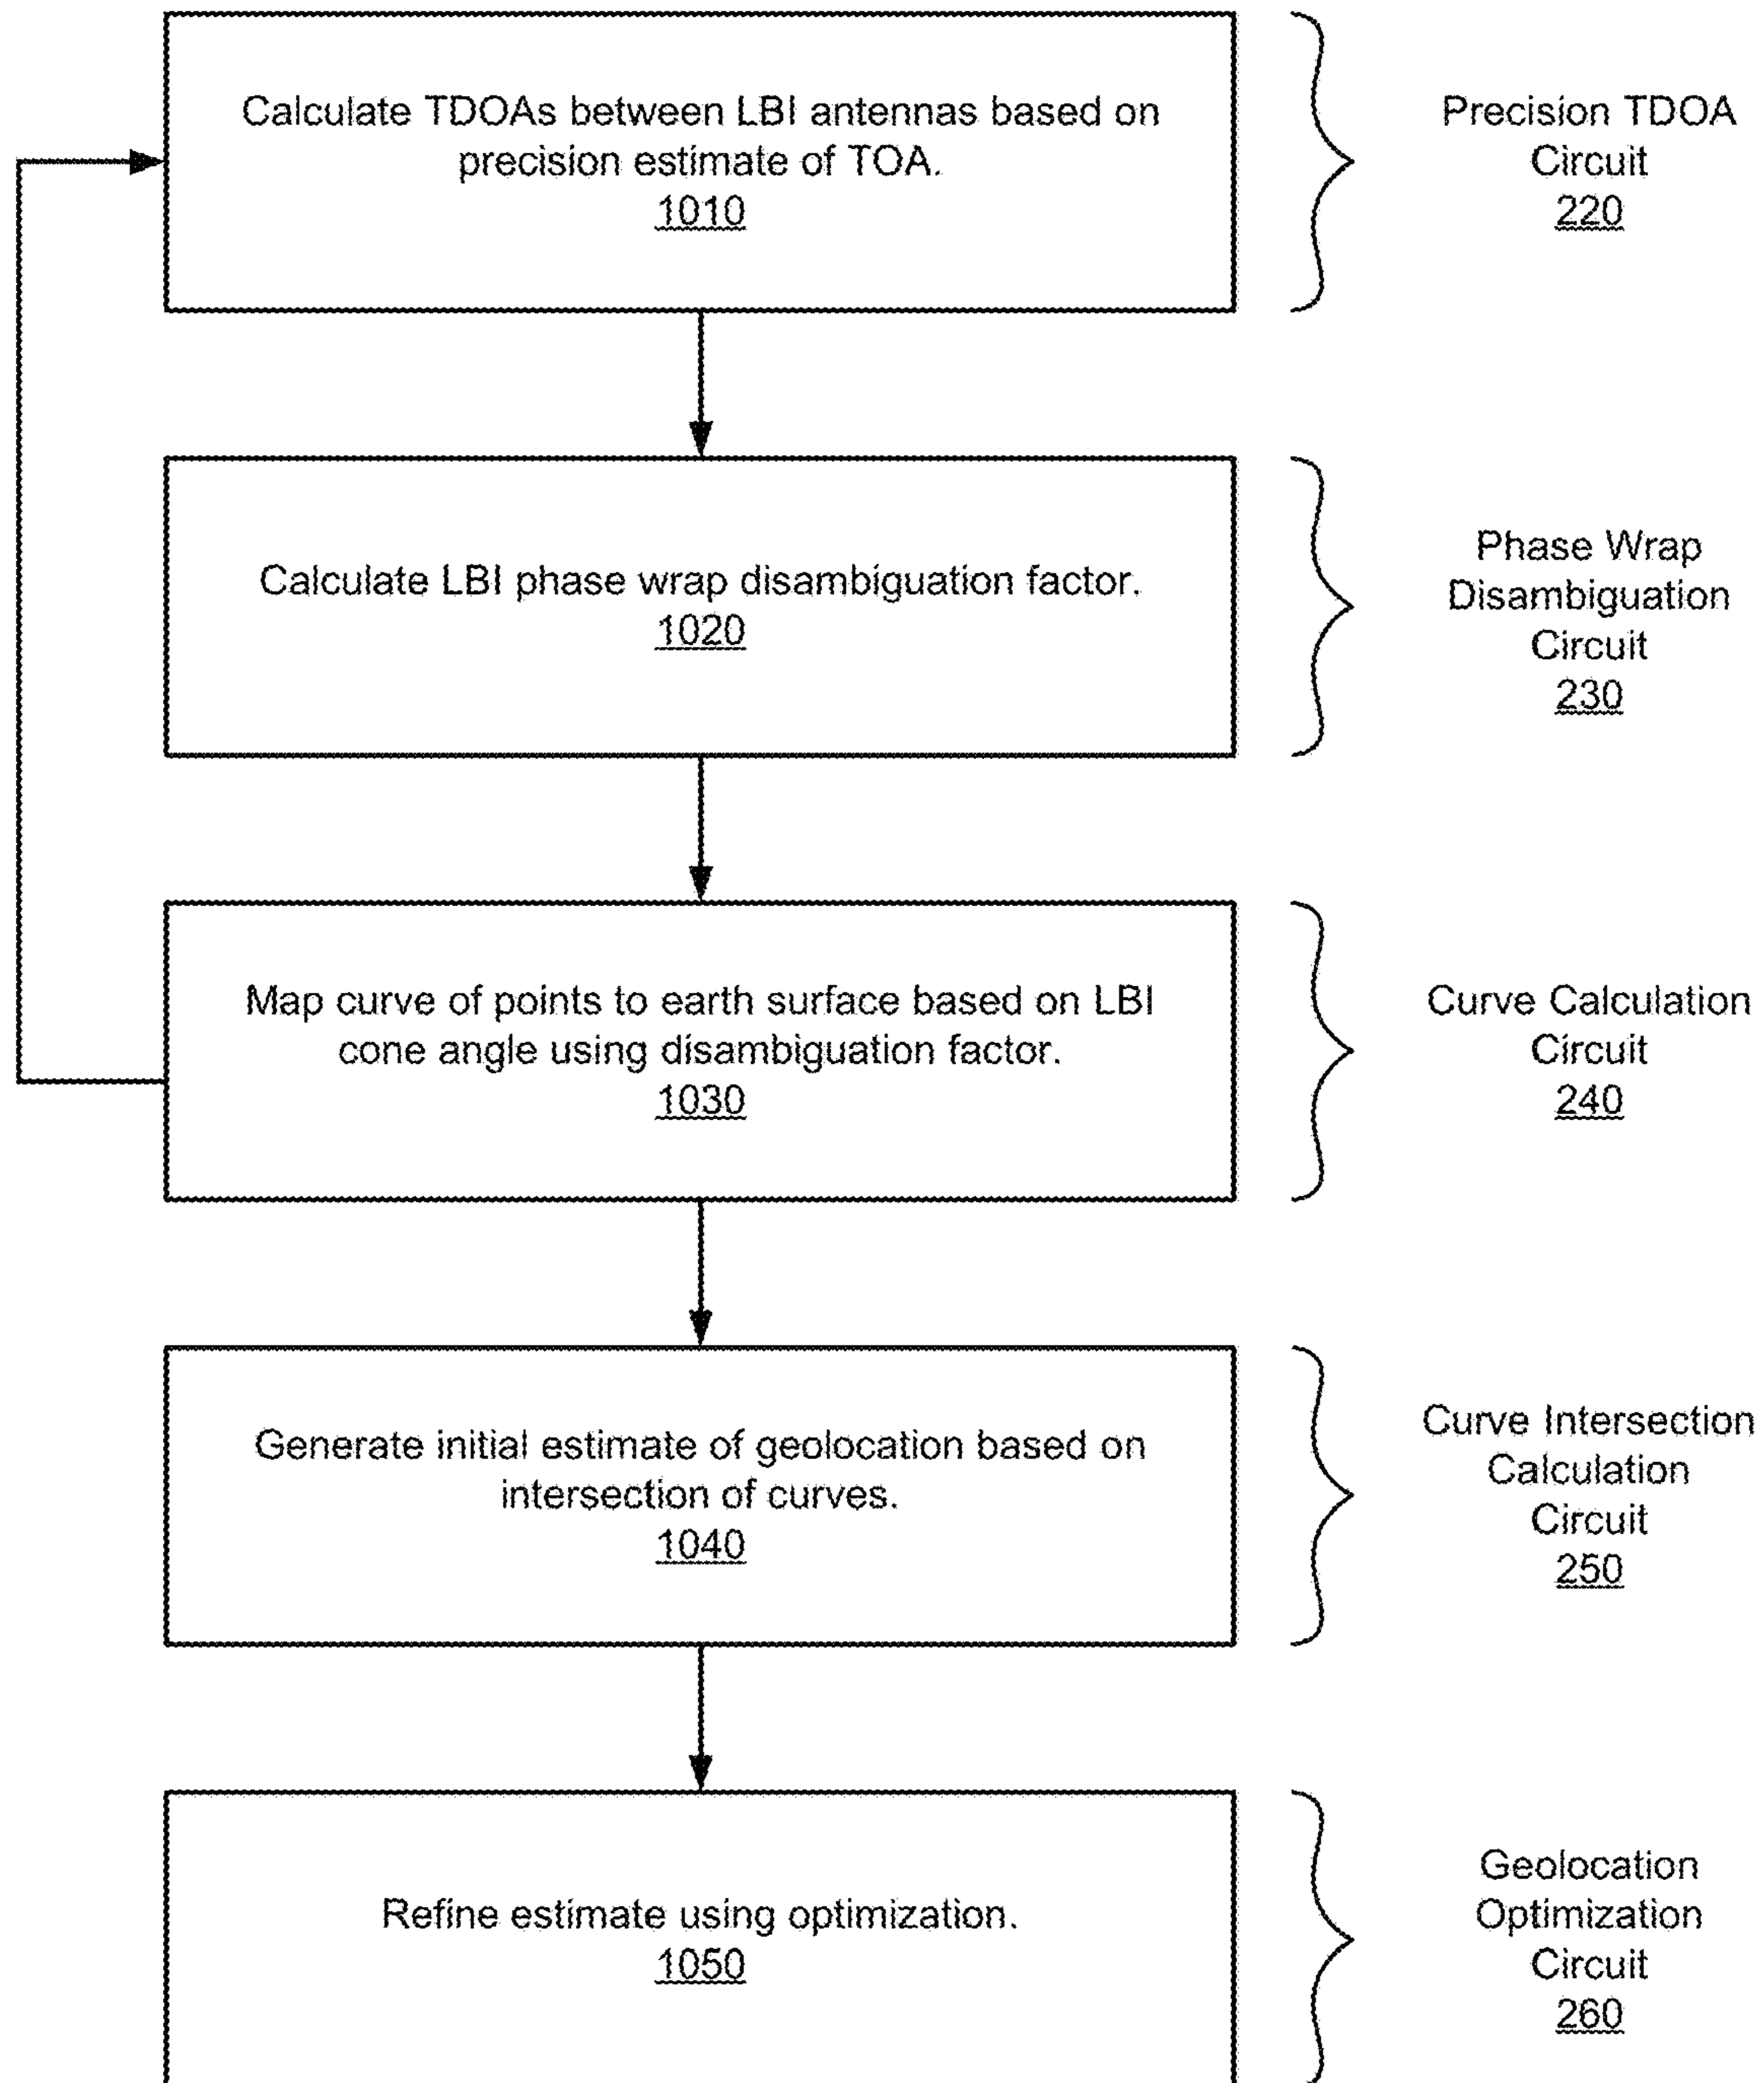 Calculate TDOAs between LBI antennas based on
precision estimate of TOA.
1010
Precision TDOA
Circuit
220
Calculate LBI phase wrap disambiguation factor.
1020
Phase Wrap
Disambiguation
Circuit
230
Map curve of points to earth surface based on LBI
cone angle using disambiguation factor.
1030
Curve Calculation
Circuit
240
Generate initial estimate of geolocation based on
intersection of curves.
1040
Curve Intersection
Calculation
Circuit
250
Refine estimate using optimization.
1050
Geolocation
Optimization
Circuit
260